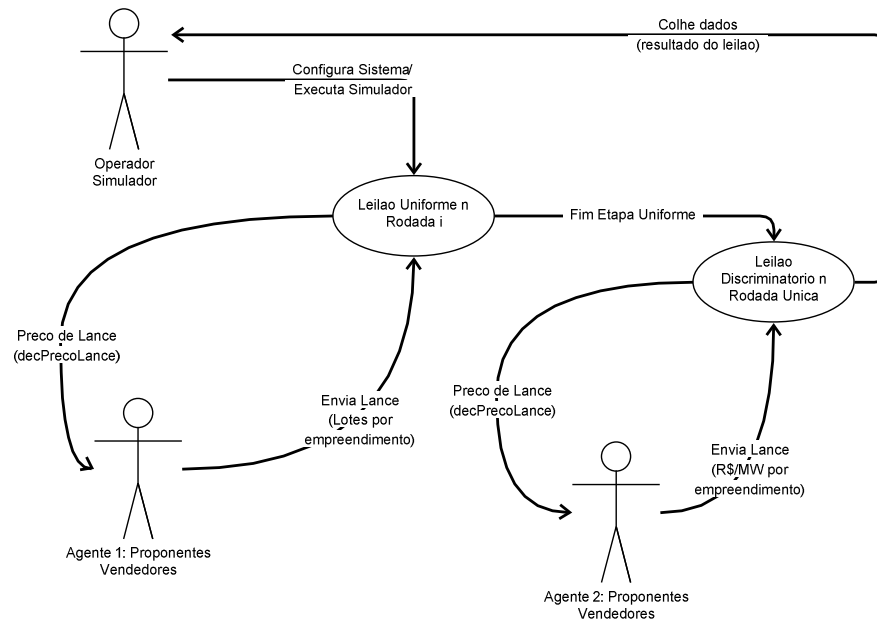 Colhe dados
(resultado do leilao)
Configura Sistema/
Executa Simulador
Operador
Simulador
Leilao Uniforme n
Rodada i
Fim Etapa Uniforme
Leilao
Discriminatorio n
Rodada Unica
Preco de Lance
(decPrecoLance)
Envia Lance
(Lotes por
empreendimento)
Preco de Lance
(decPrecoLance)
Envia Lance
(R$/MW por
empreendimento)
Agente 1: Proponentes
Vendedores
Agente 2: Proponentes
Vendedores